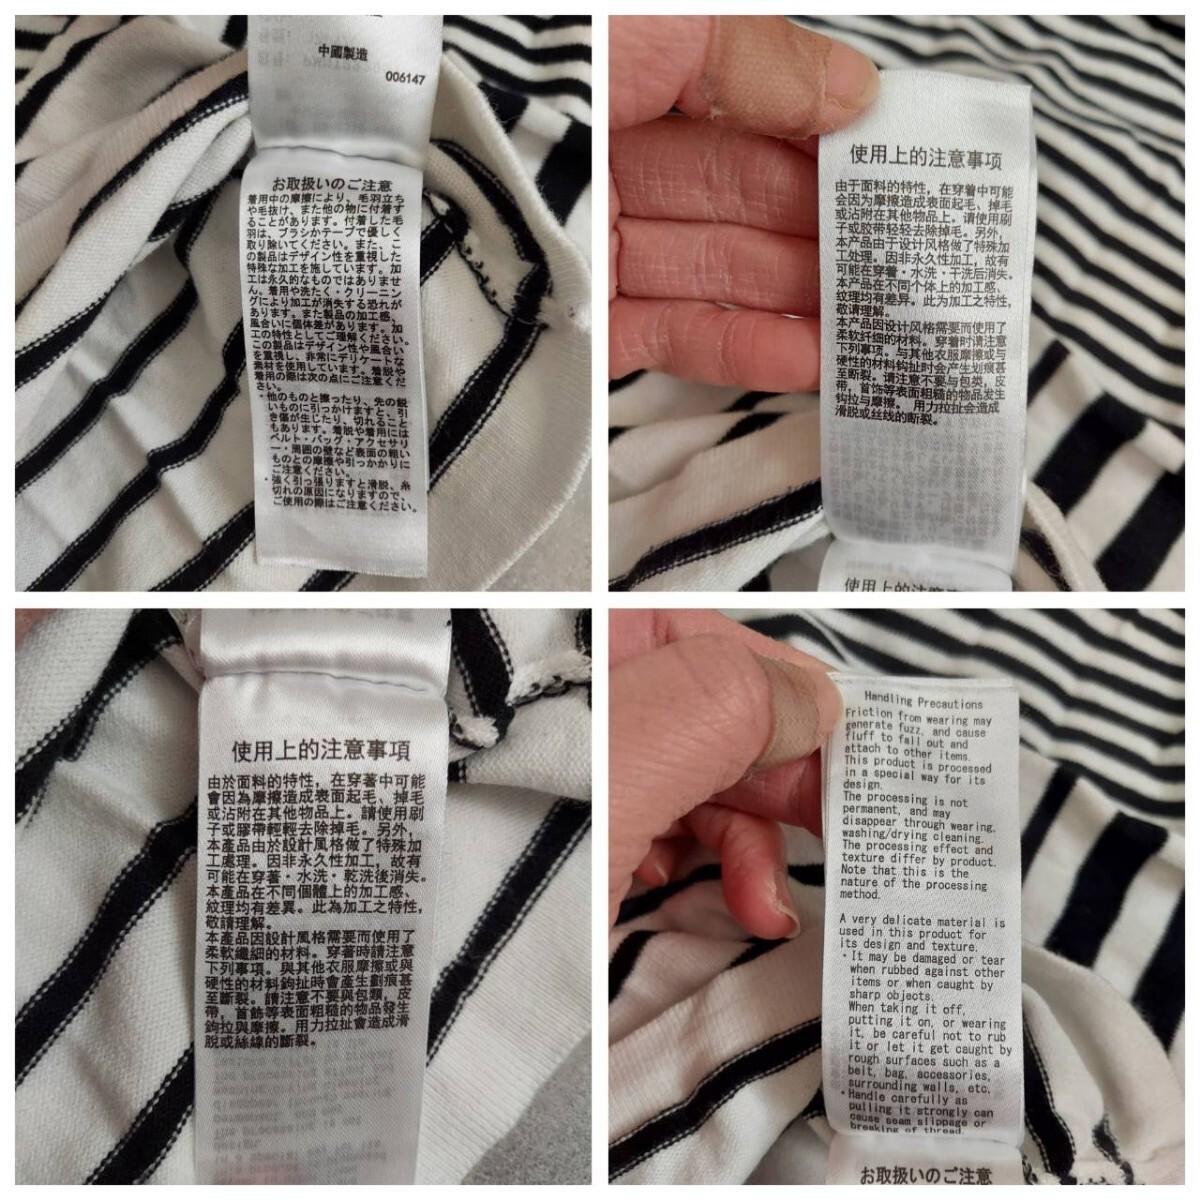 中國製造
006147
お取扱いのご注意
着用中の摩擦により、毛羽立ち
や毛抜け、また他の物に付着す
ることがあります。付着した毛
羽は、ブラシかテープで優しく
取り除いてください。また、こ
の製品はデザイン性を重視した
特殊な加工を施しています。加
工は永久的なものではありませ
ん。着用や洗たく・クリーニン
グにより加工が消失する恐れが
あります。また製品の加工感、
風合いに個体差があります。加
工の特性としてご理解ください。
この製品はデザイン性や風合い
を重視し、非常にデリケートな
素材を使用しています。着脱や
着用の際は次の点にご注意くだ
さい。
・他のものと擦ったり、先の鋭
いものに引っかけますと、引
き傷が生じたり、切れること
もあります。着脱や着用には
ベルト・バッグ・アクセサリ
ー・周囲の壁など表面の粗い
ものとの摩擦や引っかかりに
ご注意ください。
・強く引っ張りますと滑脱、糸
切れの原因になりますので、
ご使用の際はご注意ください。
使用上的注意事项
由于面料的特性，在穿着中可能
会因为摩擦造成表面起毛、掉毛
或沾附在其他物品上。请使用刷
子或胶带轻轻去除掉毛。另外，
本产品由于设计风格做了特殊加
工处理。因非永久性加工，故有
可能在穿着・水洗・干洗后消失。
本产品在不同个体上的加工感、
纹理均有差异。此为加工之特性，
敬请理解。
本产品因设计风格需要而使用了
柔软纤细的材料。穿着时请注意
下列事项。与其他衣服摩擦或与
硬性的材料钩扯时会产生划痕甚
至断裂。请注意不要与包类，皮
带，首饰等表面粗糙的物品发生
钩拉与摩擦。用力拉扯会造成
滑脱或丝线的断裂。
使用上的注意
使用上的注意事項
由於面料的特性，在穿著中可能
會因為摩擦造成表面起毛、掉毛
或沾附在其他物品上。請使用刷
子或膠帶輕輕去除掉毛。另外，
本產品由於設計風格做了特殊加
工處理。因非永久性加工，故有
可能在穿著・水洗・乾洗後消失。
本產品在不同個體上的加工感、
紋理均有差異。此為加工之特性，
敬請理解。
本產品因設計風格需要而使用了
柔軟纖細的材料。穿著時請注意
下列事項。與其他衣服摩擦或與
硬性的材料鉤扯時會產生劃痕甚
至斷裂。請注意不要與包類，皮
帶，首飾等表面粗糙的物品發生
鉤拉與摩擦。用力拉扯會造成滑
脫或絲線的斷裂。
Handling Precautions
Friction from wearing may
generate fuzz, and cause
fluff to fall out and
attach to other items.
This product is processed
in a special way for its
design.
The processing is not
permanent, and may
disappear through wearing,
washing/drying cleaning.
The processing effect and
texture differ by product.
Note that this is the
nature of the processing
method.
A very delicate material is
used in this product for
its design and texture.
・It may be damaged or tear
when rubbed against other
items or when caught by
sharp objects.
When taking it off,
putting it on, or wearing
it, be careful not to rub
it or let it get caught by
rough surfaces such as a
belt, bag, accessories,
surrounding walls, etc.
・Handle carefully as
pulling it strongly can
cause seam slippage or
breaking of thread.
お取扱いのご注意